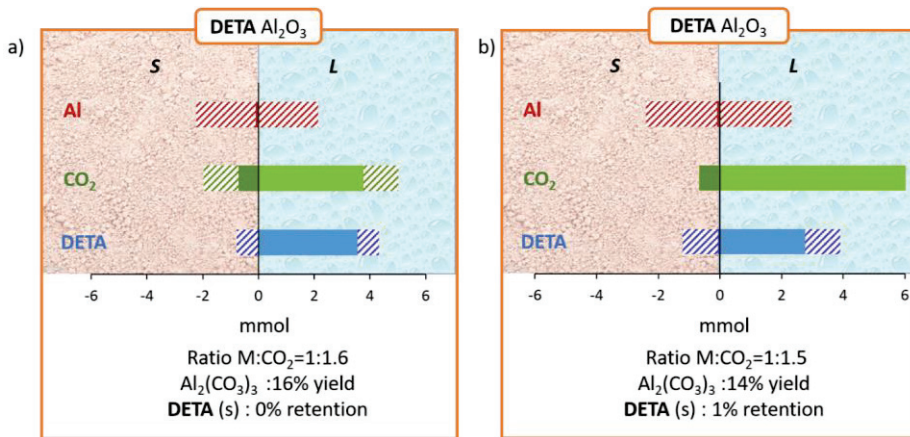 a)
DETA Al₂O₃
S L
Al
CO₂
DETA
-6 -4 -2 0 2 4 6
mmol
Ratio M:CO₂=1:1.6
Al₂(CO₃)₃ :16% yield
DETA (s) : 0% retention
b)
DETA Al₂O₃
S L
Al
CO₂
DETA
-6 -4 -2 0 2 4 6
mmol
Ratio M:CO₂=1:1.5
Al₂(CO₃)₃ :14% yield
DETA (s) : 1% retention